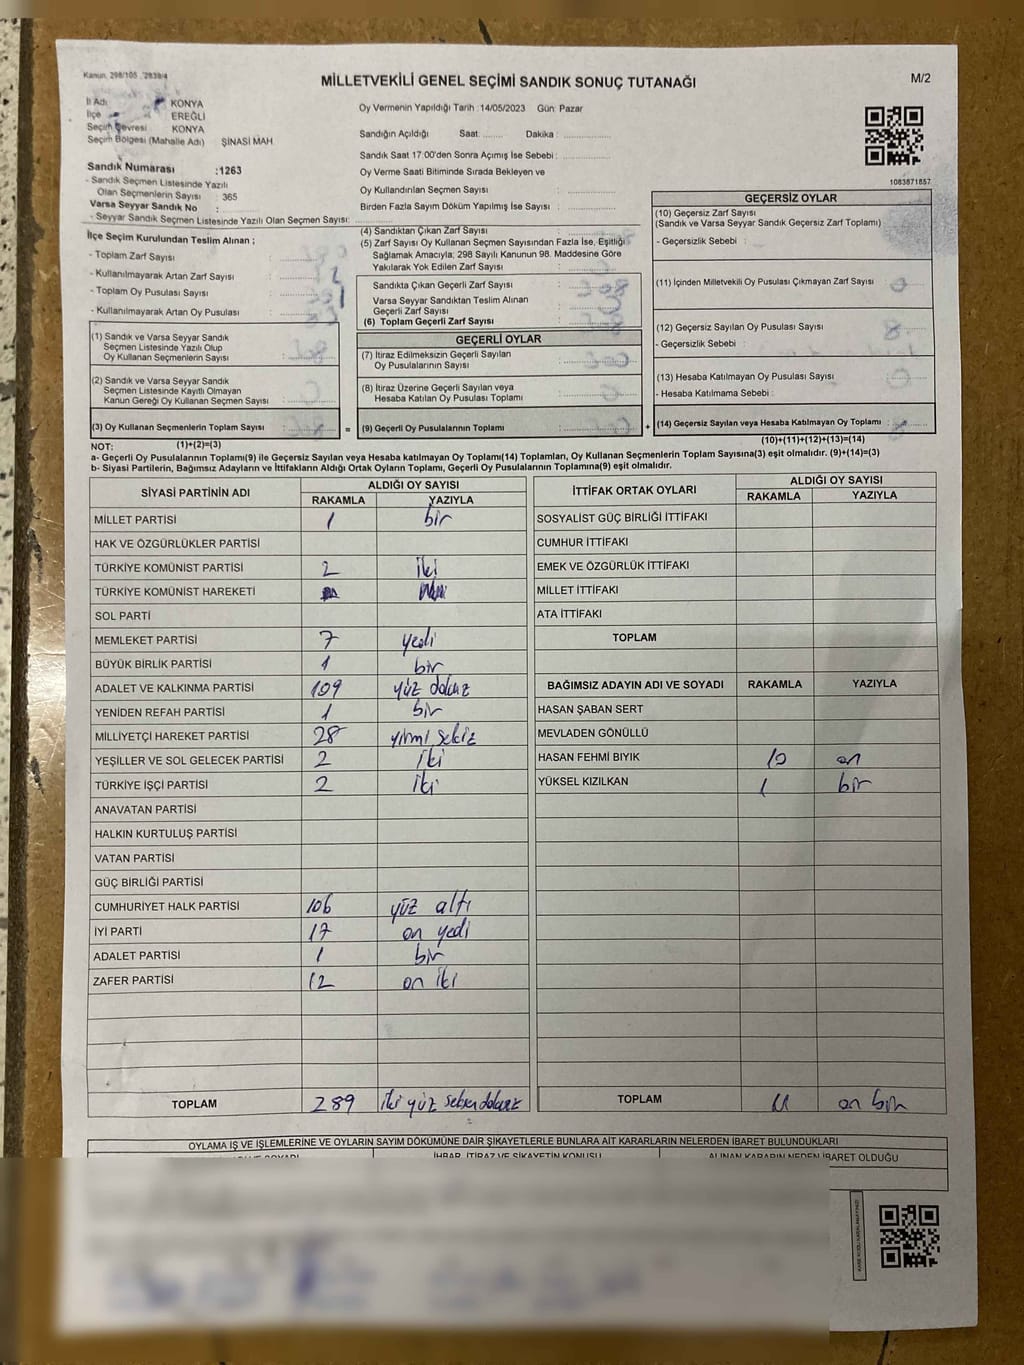 Kanun, 298/105 , 2839/4
MİLLETVEKİLİ GENEL SEÇİMİ SANDIK SONUÇ TUTANAĞI
M/2
İl Adı KONYA
İlçe EREĞLİ
Seçim Çevresi KONYA
Seçim Bölgesi (Mahalle Adı) ŞİNASİ MAH
Sandık Numarası :1263
- Sandık Seçmen Listesinde Yazılı
Olan Seçmenlerin Sayısı : 365
Varsa Seyyar Sandık No :
- Seyyar Sandık Seçmen Listesinde Yazılı Olan Seçmen Sayısı:
Oy Vermenin Yapıldığı Tarih :14/05/2023 Gün: Pazar
Sandığın Açıldığı Saat: ........ Dakika : ..................
Sandık Saat 17:00'den Sonra Açımış İse Sebebi : ..................
Oy Verme Saati Bitiminde Sırada Bekleyen ve
Oy Kullandırılan Seçmen Sayısı : ..................
Birden Fazla Sayım Döküm Yapılmış İse Sayısı : ..................
1083871857
İlçe Seçim Kurulundan Teslim Alınan ;
- Toplam Zarf Sayısı
- Kullanılmayarak Artan Zarf Sayısı
- Toplam Oy Pusulası Sayısı
- Kullanılmayarak Artan Oy Pusulası
(1) Sandık ve Varsa Seyyar Sandık
Seçmen Listesinde Yazılı Olup
Oy Kullanan Seçmenlerin Sayısı
(2) Sandık ve Varsa Seyyar Sandık
Seçmen Listesinde Kayıtlı Olmayan
Kanun Gereği Oy Kullanan Seçmen Sayısı
(3) Oy Kullanan Seçmenlerin Toplam Sayısı
(4) Sandıktan Çıkan Zarf Sayısı
(5) Zarf Sayısı Oy Kullanan Seçmen Sayısından Fazla İse, Eşitliği
Sağlamak Amacıyla; 298 Sayılı Kanunun 98. Maddesine Göre
Yakılarak Yok Edilen Zarf Sayısı
Sandıkta Çıkan Geçerli Zarf Sayısı
Varsa Seyyar Sandıktan Teslim Alınan
Geçerli Zarf Sayısı
(6) Toplam Geçerli Zarf Sayısı
GEÇERLİ OYLAR
(7) İtiraz Edilmeksizin Geçerli Sayılan
Oy Pusulalarının Sayısı
(8) İtiraz Üzerine Geçerli Sayılan veya
Hesaba Katılan Oy Pusulası Toplamı
= (9) Geçerli Oy Pusulalarının Toplamı
GEÇERSİZ OYLAR
(10) Geçersiz Zarf Sayısı
(Sandık ve Varsa Seyyar Sandık Geçersiz Zarf Toplamı)
- Geçersizlik Sebebi :
(11) İçinden Milletvekili Oy Pusulası Çıkmayan Zarf Sayısı
(12) Geçersiz Sayılan Oy Pusulası Sayısı 8
- Geçersizlik Sebebi :
(13) Hesaba Katılmayan Oy Pusulası Sayısı
- Hesaba Katılmama Sebebi :
+ (14) Geçersiz Sayılan veya Hesaba Katılmayan Oy Toplamı
NOT: (1)+(2)=(3) (10)+(11)+(12)+(13)=(14)
a- Geçerli Oy Pusulalarının Toplamı(9) ile Geçersiz Sayılan veya Hesaba katılmayan Oy Toplamı(14) Toplamları, Oy Kullanan Seçmenlerin Toplam Sayısına(3) eşit olmalıdır. (9)+(14)=(3)
b- Siyasi Partilerin, Bağımsız Adayların ve İttifakların Aldığı Ortak Oyların Toplamı, Geçerli Oy Pusulalarının Toplamına(9) eşit olmalıdır.
SİYASİ PARTİNİN ADI ALDIĞI OY SAYISI
RAKAMLA YAZIYLA
MİLLET PARTİSİ 1 bir
HAK VE ÖZGÜRLÜKLER PARTİSİ
TÜRKİYE KOMÜNİST PARTİSİ 2 iki
TÜRKİYE KOMÜNİST HAREKETİ
SOL PARTİ
MEMLEKET PARTİSİ 7 yedi
BÜYÜK BİRLİK PARTİSİ 1 bir
ADALET VE KALKINMA PARTİSİ 109 yüz dokuz
YENİDEN REFAH PARTİSİ 1 bir
MİLLİYETÇİ HAREKET PARTİSİ 28 yirmi sekiz
YEŞİLLER VE SOL GELECEK PARTİSİ 2 iki
TÜRKİYE İŞÇİ PARTİSİ 2 iki
ANAVATAN PARTİSİ
HALKIN KURTULUŞ PARTİSİ
VATAN PARTİSİ
GÜÇ BİRLİĞİ PARTİSİ
CUMHURİYET HALK PARTİSİ 106 yüz altı
İYİ PARTİ 17 on yedi
ADALET PARTİSİ 1 bir
ZAFER PARTİSİ 12 on iki
TOPLAM 289 iki yüz seksen dokuz
İTTİFAK ORTAK OYLARI ALDIĞI OY SAYISI
RAKAMLA YAZIYLA
SOSYALİST GÜÇ BİRLİĞİ İTTİFAKI
CUMHUR İTTİFAKI
EMEK VE ÖZGÜRLÜK İTTİFAKI
MİLLET İTTİFAKI
ATA İTTİFAKI
TOPLAM
BAĞIMSIZ ADAYIN ADI VE SOYADI RAKAMLA YAZIYLA
HASAN ŞABAN SERT
MEVLADEN GÖNÜLLÜ
HASAN FEHMİ BIYIK 10 on
YÜKSEL KIZILKAN 1 bir
TOPLAM 11 on bir
OYLAMA İŞ VE İŞLEMLERİNE VE OYLARIN SAYIM DÖKÜMÜNE DAİR ŞİKAYETLERLE BUNLARA AİT KARARLARIN NELERDEN İBARET BULUNDUKLARI
İHBAR, İTİRAZ VE ŞİKAYETİN KONUSU ALINAN KARARIN NEDEN İBARET OLDUĞU